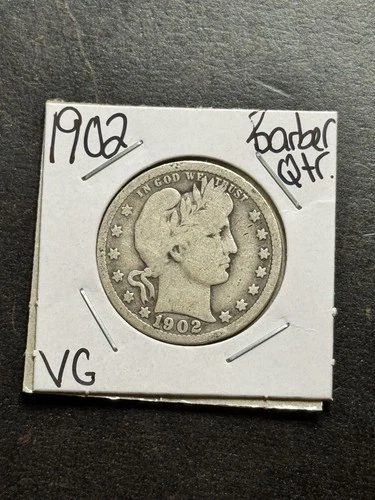 1902
Barber
Qtr.
IN GOD WE TRUST
1902
VG